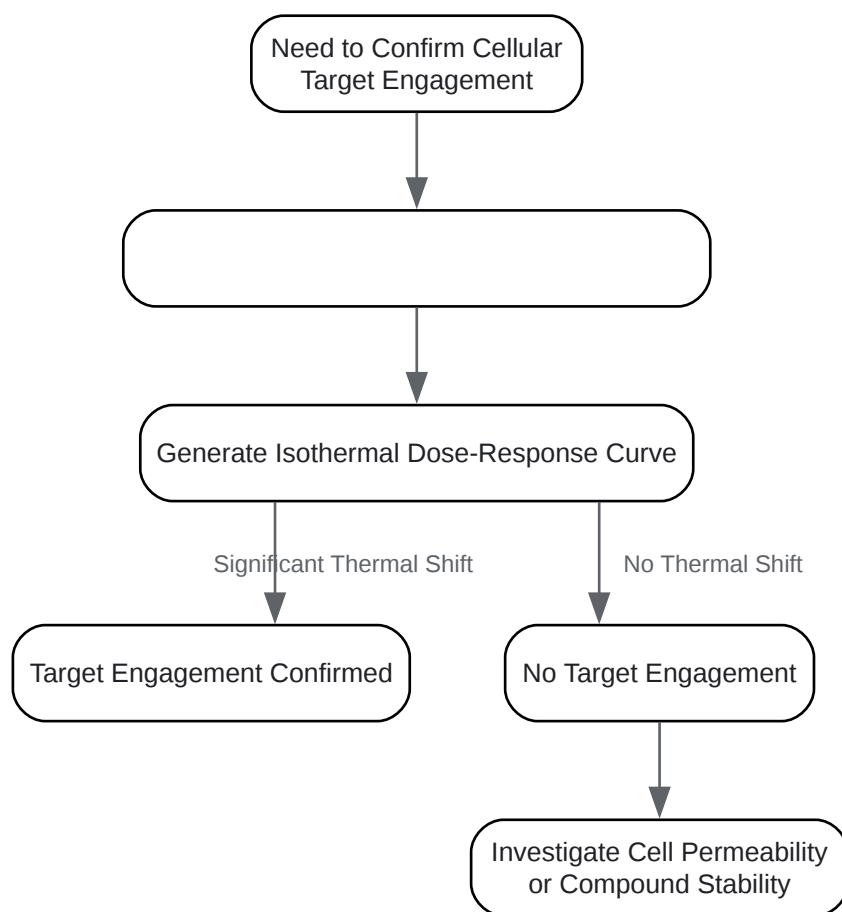 Need to Confirm Cellular
Target Engagement
Generate Isothermal Dose-Response Curve
Significant Thermal Shift
No Thermal Shift
Target Engagement Confirmed
No Target Engagement
Investigate Cell Permeability
or Compound Stability